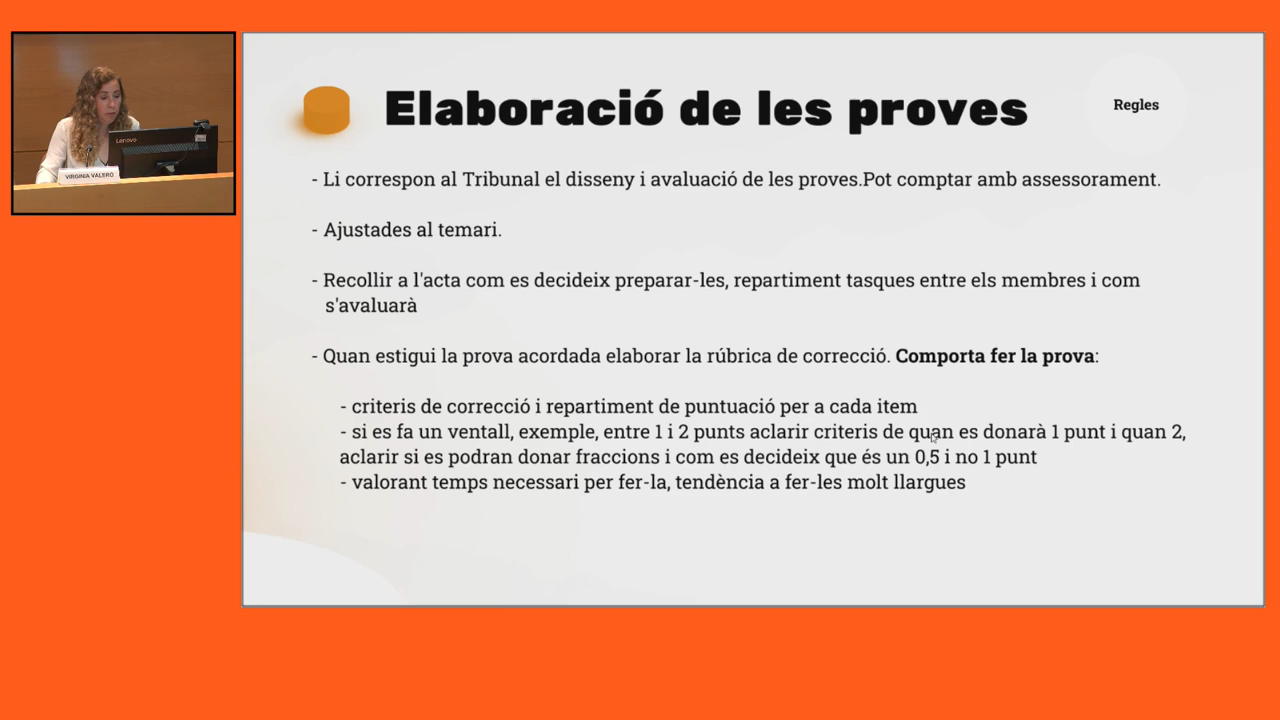 Elaboració de les proves
Regles
- Li correspon al Tribunal el disseny i avaluació de les proves.Pot comptar amb assessorament.
- Ajustades al temari.
- Recollir a l'acta com es decideix preparar-les, repartiment tasques entre els membres i com
s'avaluarà
- Quan estigui la prova acordada elaborar la rúbrica de correcció. Comporta fer la prova:
- criteris de correcció i repartiment de puntuació per a cada item
- si es fa un ventall, exemple, entre 1 i 2 punts aclarir criteris de quan es donarà 1 punt i quan 2,
aclarir si es podran donar fraccions i com es decideix que és un 0,5 i no 1 punt
- valorant temps necessari per fer-la, tendència a fer-les molt llargues
Lenovo
VIRGINIA VALERO